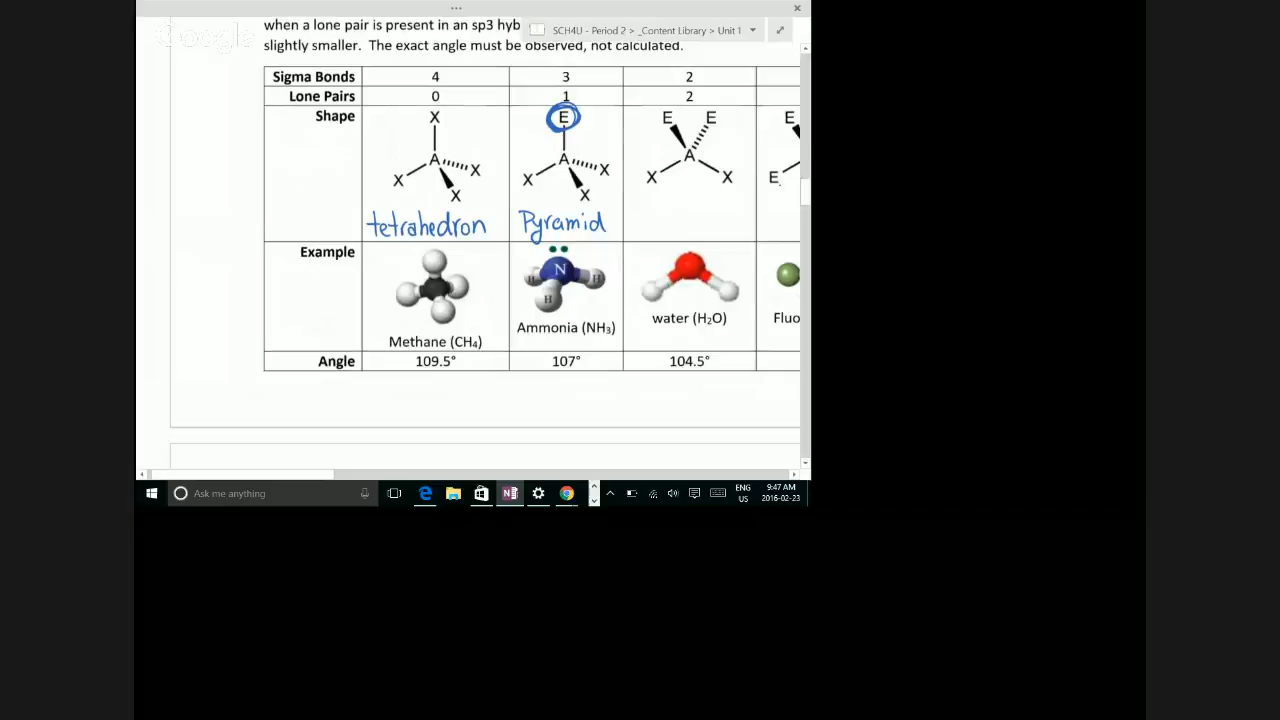 when a lone pair is present in an sp3 hyb
SCH4U - Period 2 > _Content Library > Unit 1
slightly smaller. The exact angle must be observed, not calculated.
Sigma Bonds 4 3 2
Lone Pairs 0 1 2
Shape X E E E E
A A A
X X X X X X E
X X
tetrahedron Pyramid
Example
N
H H
H
Methane (CH4) Ammonia (NH3) water (H2O) Fluo
Angle 109.5° 107° 104.5°
Ask me anything
ENG 9:47 AM
US 2016-02-23
Google